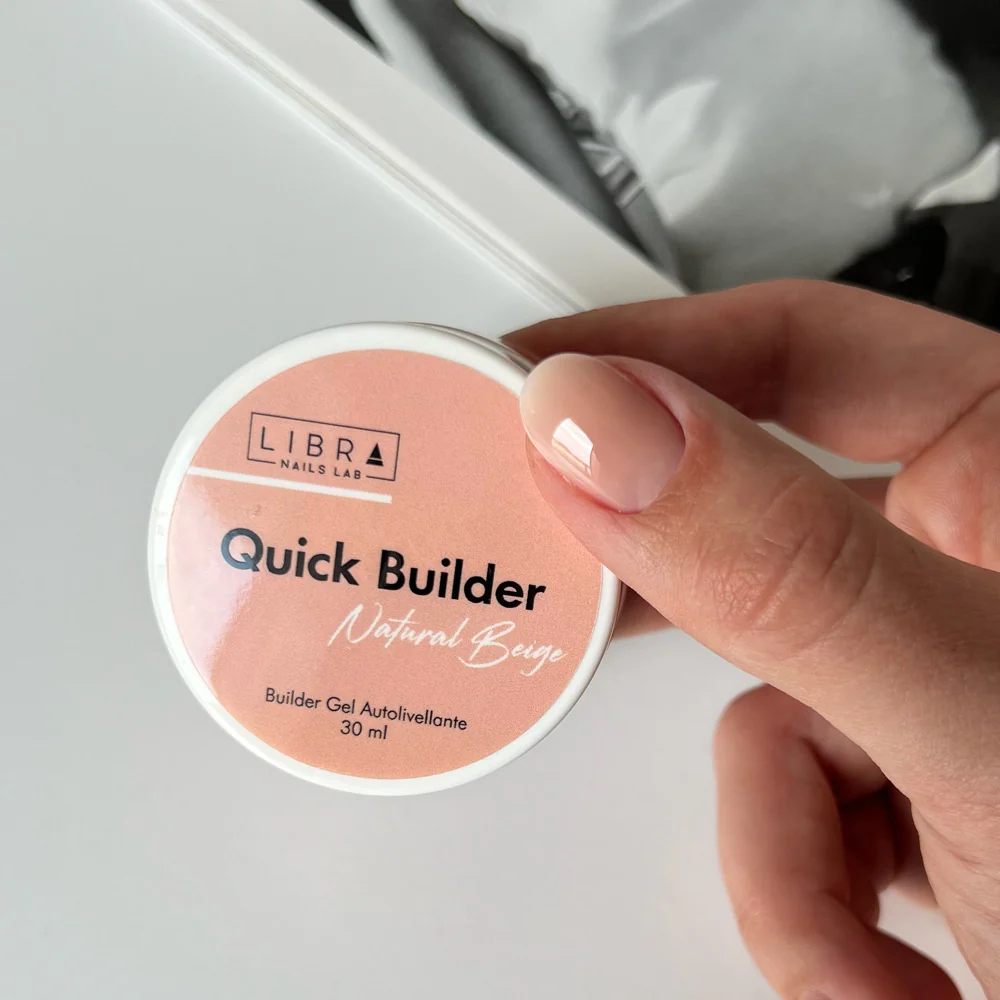 LIBRA
NAILS LAB
Quick Builder
Natural Beige
Builder Gel Autolivellante
30 ml